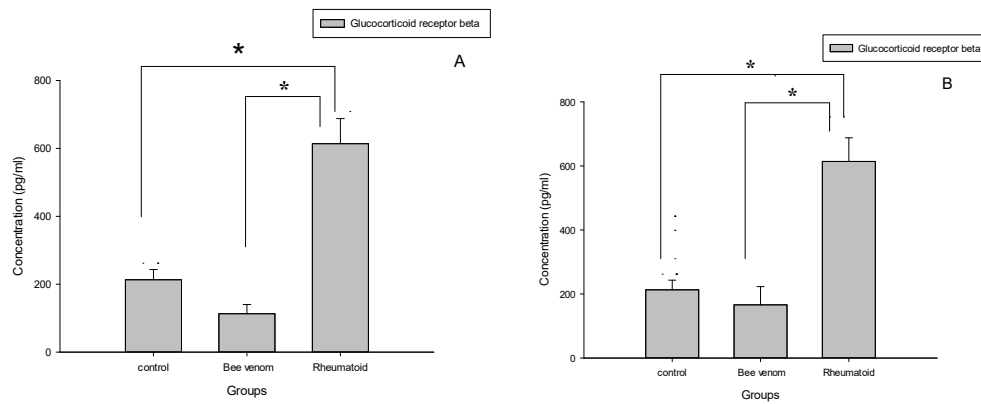 Glucocorticoid receptor beta
*
A
*
800
600
400
200
0
Concentration (pg/ml)
control
Bee venom
Rheumatoid
Groups
Glucocorticoid receptor beta
*
B
*
800
600
400
200
0
Concentration (pg/ml)
control
Bee venom
Rheumatoid
Groups